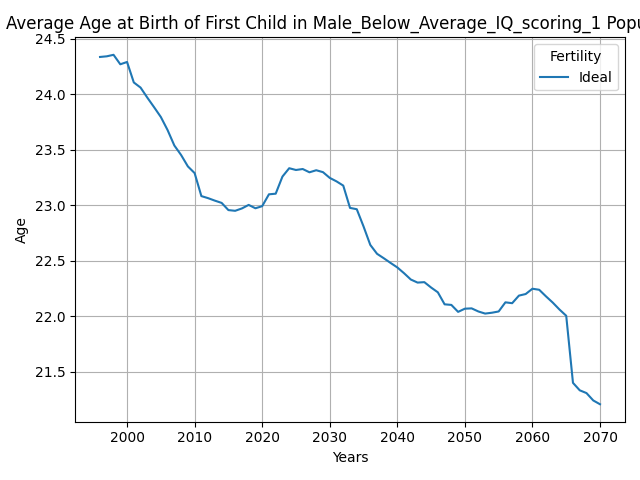 Average Age at Birth of First Child in Male_Below_Average_IQ_scoring_1
24.5
24.0
23.5
23.0
22.5
22.0
21.5
Age
Fertility
Ideal
2000 2010 2020 2030 2040 2050 2060 2070
Years